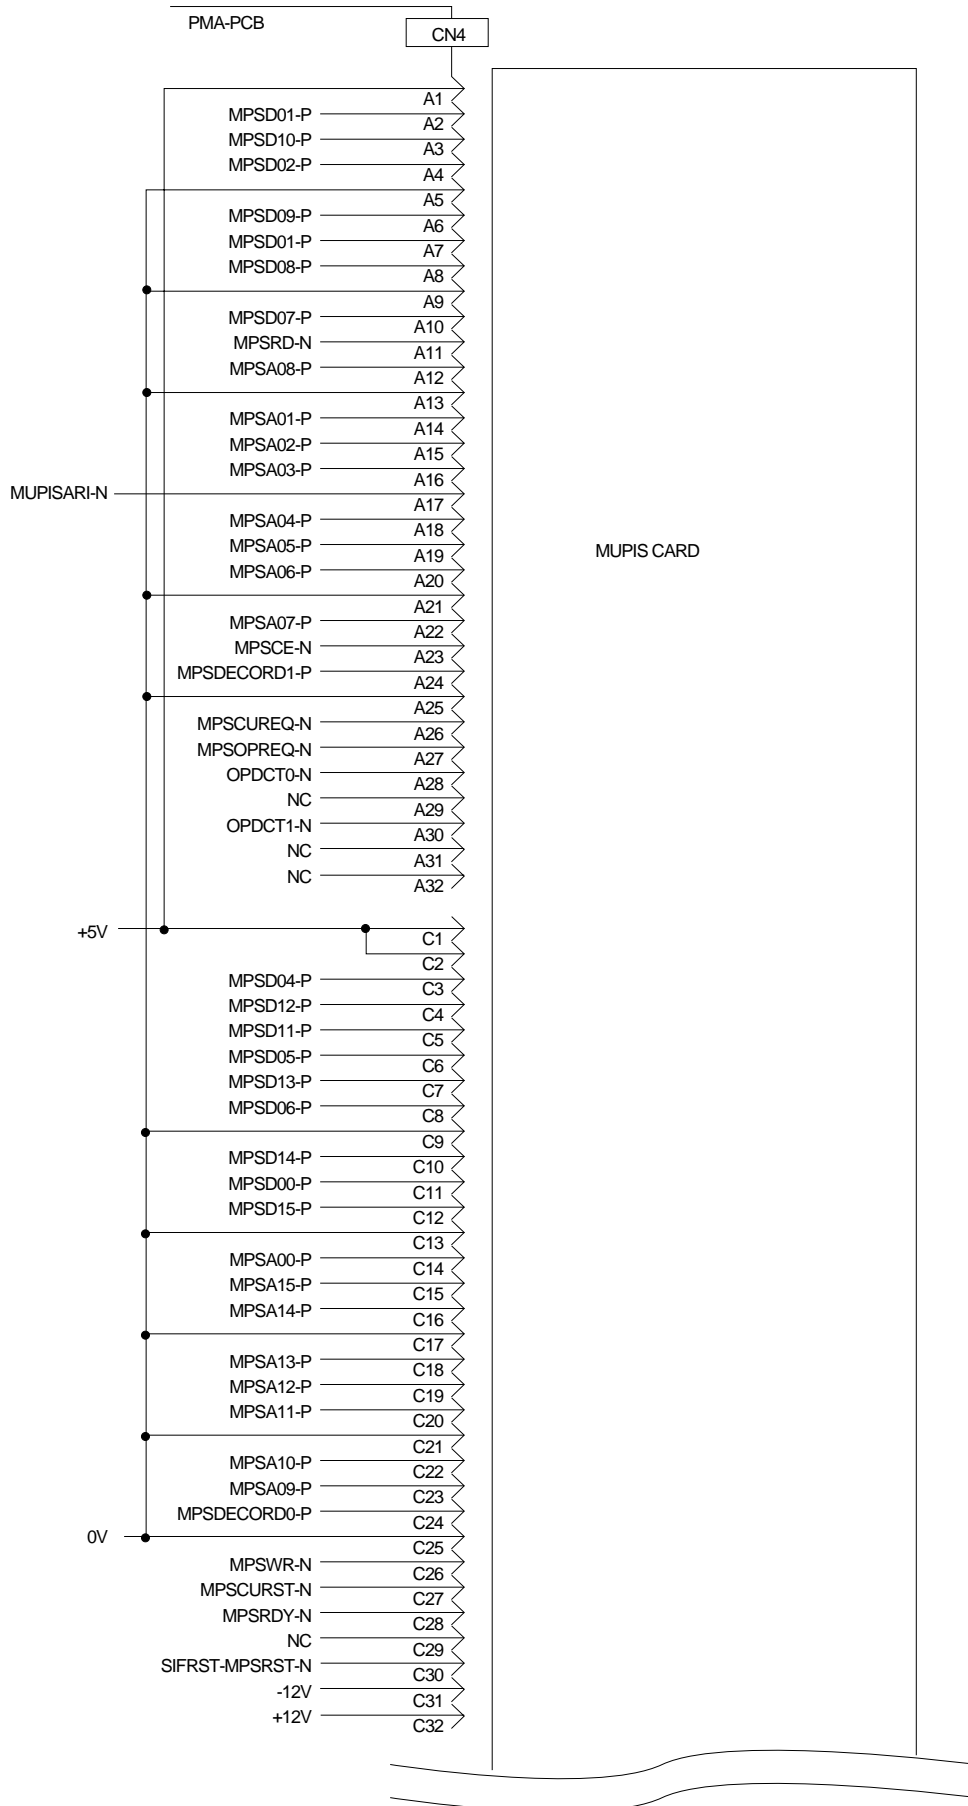 PMA-PCB
CN4
A1
MPSD01-P A2
MPSD10-P A3
MPSD02-P A4
A5
MPSD09-P A6
MPSD01-P A7
MPSD08-P A8
A9
MPSD07-P A10
MPSRD-N A11
MPSA08-P A12
A13
MPSA01-P A14
MPSA02-P A15
MPSA03-P A16
MUPISARI-N A17
MPSA04-P A18
MPSA05-P A19
MUPIS CARD
MPSA06-P A20
A21
MPSA07-P A22
MPSCE-N A23
MPSDECORD1-P A24
A25
MPSCUREQ-N A26
MPSOPREQ-N A27
OPDCT0-N A28
NC A29
OPDCT1-N A30
NC A31
NC A32
+5V C1
C2
MPSD04-P C3
MPSD12-P C4
MPSD11-P C5
MPSD05-P C6
MPSD13-P C7
MPSD06-P C8
C9
MPSD14-P C10
MPSD00-P C11
MPSD15-P C12
C13
MPSA00-P C14
MPSA15-P C15
MPSA14-P C16
C17
MPSA13-P C18
MPSA12-P C19
MPSA11-P C20
C21
MPSA10-P C22
MPSA09-P C23
MPSDECORD0-P C24
0V C25
MPSWR-N C26
MPSCURST-N C27
MPSRDY-N C28
NC C29
SIFRST-MPSRST-N C30
-12V C31
+12V C32